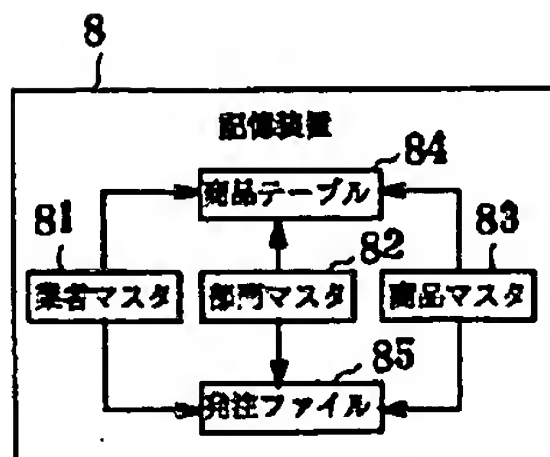 8
記憶装置
84
商品テーブル
81
82
83
業者マスタ
部門マスタ
商品マスタ
85
発注ファイル